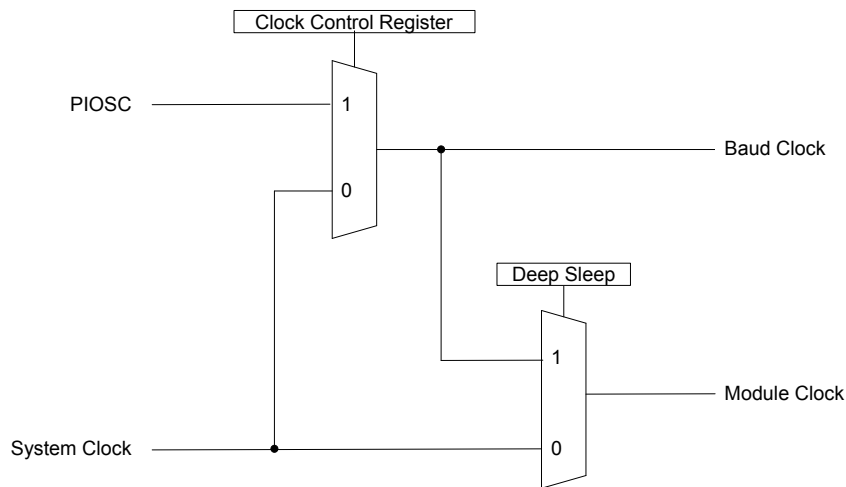 Clock Control Register
PIOSC
1
Baud Clock
0
Deep Sleep
1
Module Clock
System Clock
0